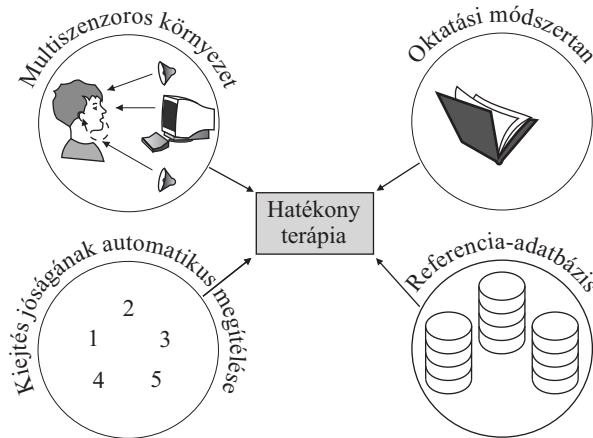 Multiszenzoros környezet
Oktatási módszertan
Hatékony
terápia
Kiejtés jóságának automatikus megítélése
2
1 3
4 5
Referencia-adatbázis